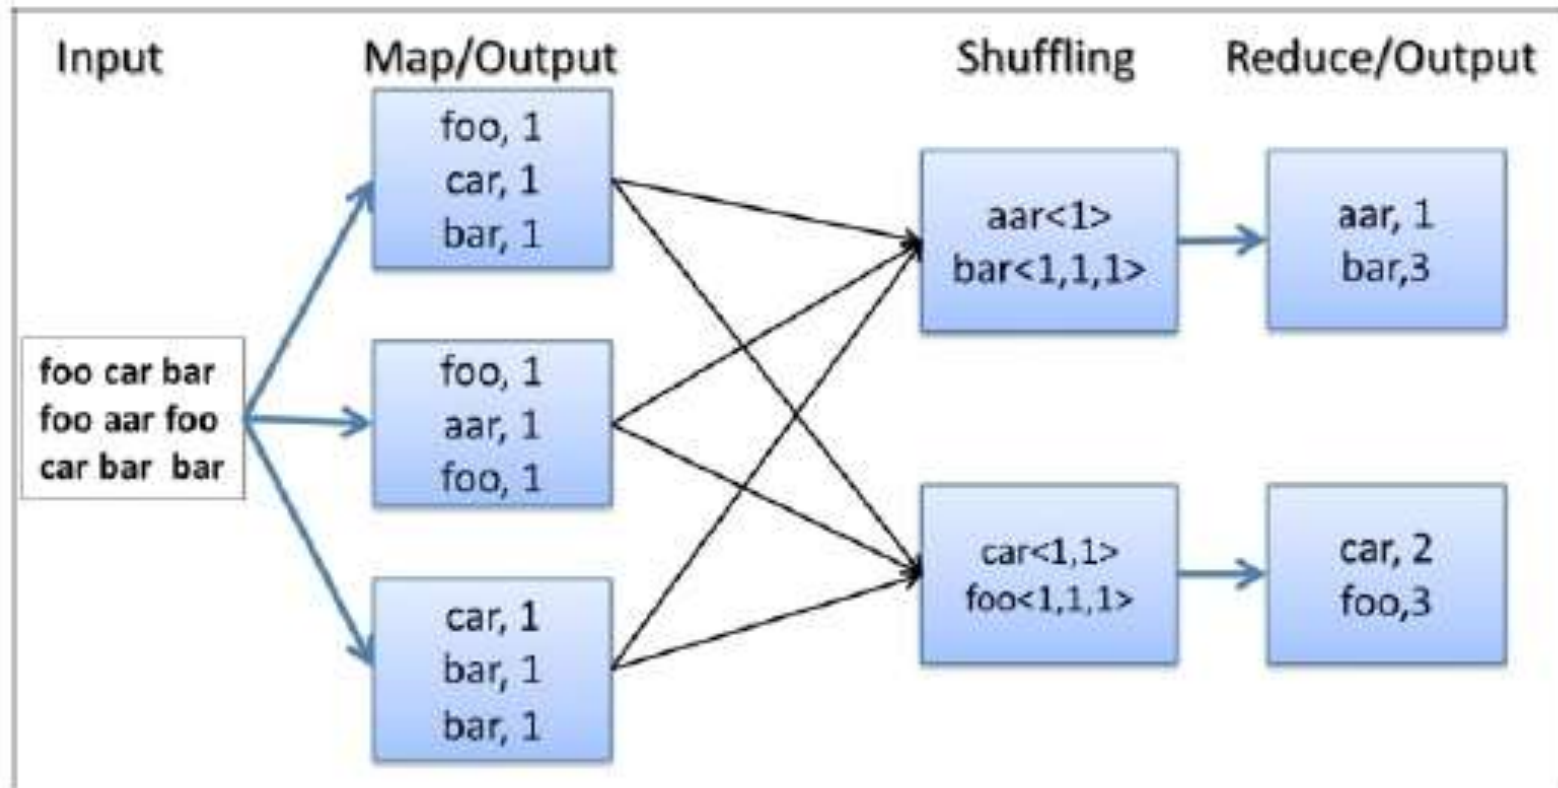 Input
Map/Output
Shuffling
Reduce/Output
foo car bar
foo aar foo
car bar bar
foo, 1
car, 1
bar, 1
foo, 1
aar, 1
foo, 1
car, 1
bar, 1
bar, 1
aar<1>
bar<1,1,1>
car<1,1>
foo<1,1,1>
aar, 1
bar,3
car, 2
foo,3